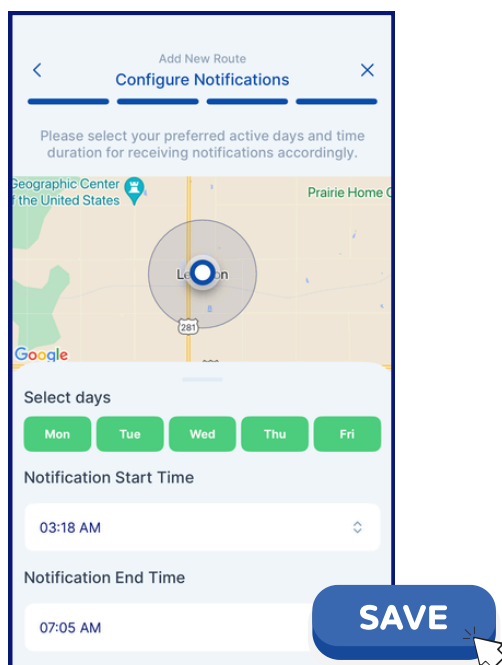 Add New Route
Configure Notifications
Please select your preferred active days and time
duration for receiving notifications accordingly.
Geographic Center
f the United States
Prairie Home
281
Google
Select days
Mon Tue Wed Thu Fri
Notification Start Time
03:18 AM
Notification End Time
07:05 AM
SAVE